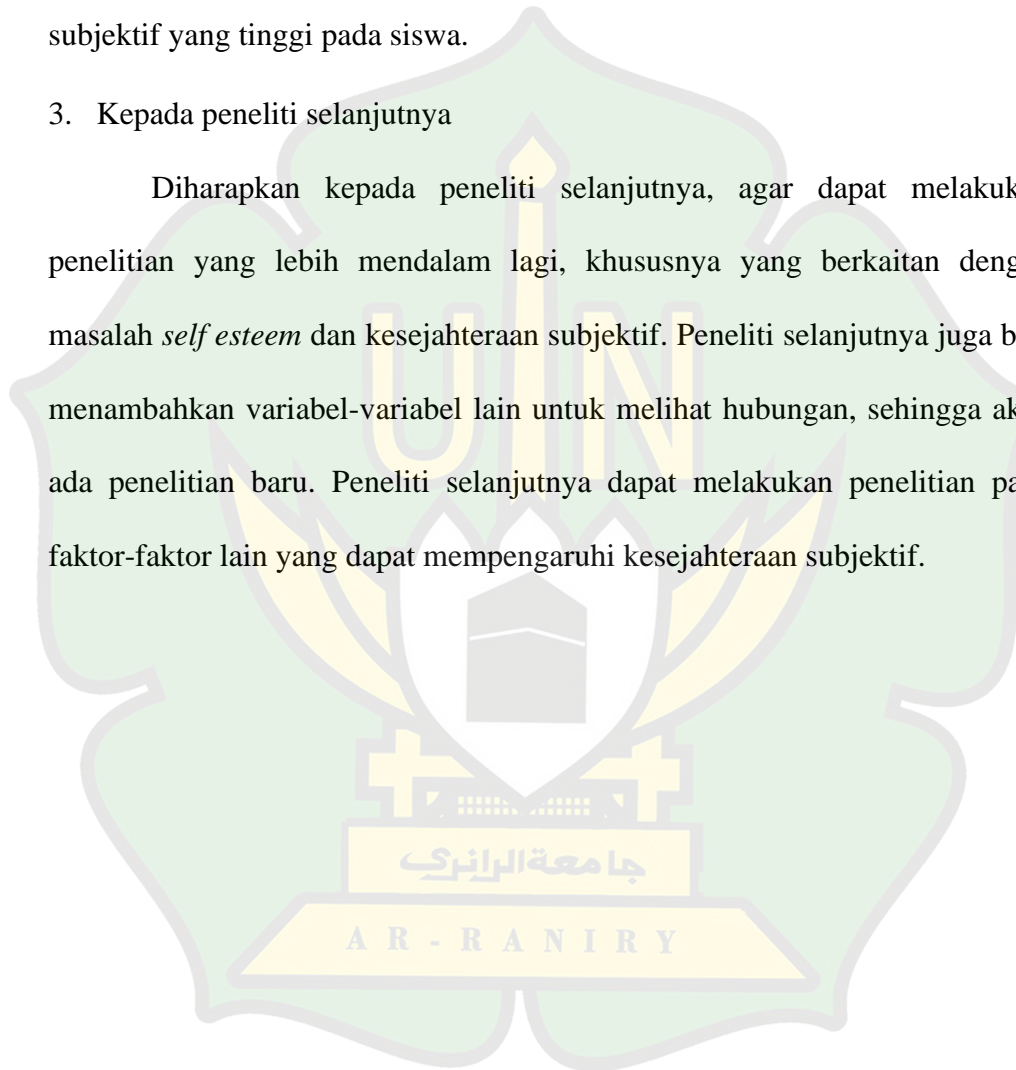 subjektif yang tinggi pada siswa.
3. Kepada peneliti selanjutnya
Diharapkan kepada peneliti selanjutnya, agar dapat melakuk
penelitian yang lebih mendalam lagi, khususnya yang berkaitan deng
masalah self esteem dan kesejahteraan subjektif. Peneliti selanjutnya juga b
menambahkan variabel-variabel lain untuk melihat hubungan, sehingga ak
ada penelitian baru. Peneliti selanjutnya dapat melakukan penelitian pa
faktor-faktor lain yang dapat mempengaruhi kesejahteraan subjektif.
UIN
جامعةالرانري
AR-RANIRY